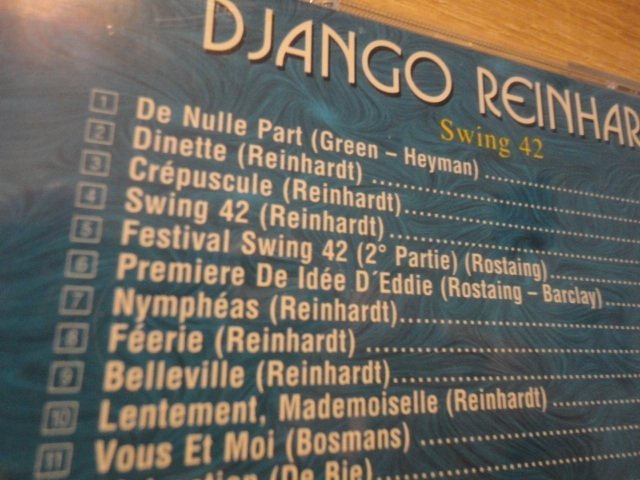 DJANGO REINHAR
Swing 42
1 De Nulle Part (Green – Heyman)
2 Dinette (Reinhardt)
3 Crépuscule (Reinhardt)
4 Swing 42 (Reinhardt)
5 Festival Swing 42 (2° Partie) (Rostaing)
6 Premiere De Idée D´Eddie (Rostaing – Barclay)
7 Nymphéas (Reinhardt)
8 Féerie (Reinhardt)
9 Belleville (Reinhardt)
10 Lentement, Mademoiselle (Reinhardt)
11 Vous Et Moi (Bosmans)
(De Bie)